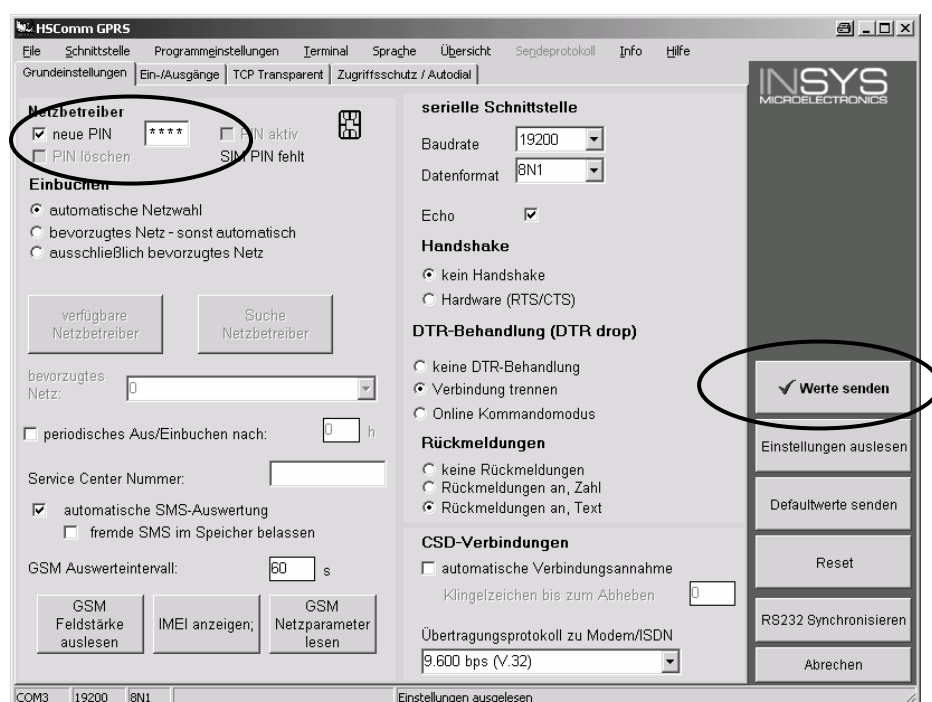 HSComm GPRS
File Schnittstelle Programmeinstellungen Terminal Sprache Übersicht Sendeprotokoll Info Hilfe
Grundeinstellungen Ein-/Ausgänge TCP Transparent Zugriffsschutz / Autodial
INSYS
MICROELECTRONICS
Netzbetreiber
neue PIN **** PIN aktiv
PIN löschen SIM PIN fehlt
Einbuchen
automatische Netzwahl
bevorzugtes Netz - sonst automatisch
ausschließlich bevorzugtes Netz
verfügbare
Netzbetreiber
Suche
Netzbetreiber
bevorzugtes
Netz: 0
periodisches Aus/Einbuchen nach: 0 h
Service Center Nummer:
automatische SMS-Auswertung
fremde SMS im Speicher belassen
GSM Auswerteintervall: 60 s
GSM
Feldstärke
auslesen
IMEI anzeigen;
GSM
Netzparameter
lesen
serielle Schnittstelle
Baudrate 19200
Datenformat 8N1
Echo
Handshake
kein Handshake
Hardware (RTS/CTS)
DTR-Behandlung (DTR drop)
keine DTR-Behandlung
Verbindung trennen
Online Kommandomodus
Rückmeldungen
keine Rückmeldungen
Rückmeldungen an, Zahl
Rückmeldungen an, Text
CSD-Verbindungen
automatische Verbindungsannahme
Klingelzeichen bis zum Abheben 0
Übertragungsprotokoll zu Modem/ISDN
9.600 bps (V.32)
Werte senden
Einstellungen auslesen
Defaultwerte senden
Reset
RS232 Synchronisieren
Abrechen
COM3 19200 8N1 Einstellungen ausgelesen